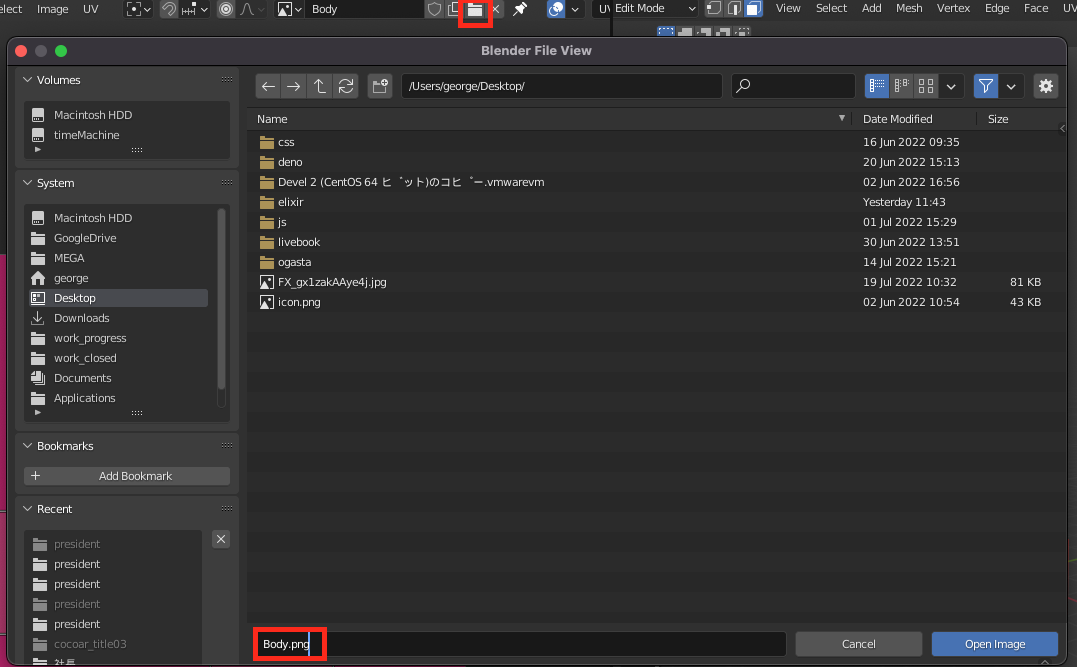 elect Image UV Body UV Edit Mode View Select Add Mesh Vertex Edge Face UV
Blender File View
Volumes
Macintosh HDD
timeMachine
System
Macintosh HDD
GoogleDrive
MEGA
george
Desktop
Downloads
work_progress
work_closed
Documents
Applications
Bookmarks
+ Add Bookmark
Recent
president
president
president
president
president
cocoar_title03
/Users/george/Desktop/
Name Date Modified Size
css 16 Jun 2022 09:35
deno 20 Jun 2022 15:13
Devel 2 (CentOS 64 ヒ゛ット)のコヒ゜ー.vmwarevm 02 Jun 2022 16:56
elixir Yesterday 11:43
js 01 Jul 2022 15:29
livebook 30 Jun 2022 13:51
ogasta 14 Jul 2022 15:21
FX_gx1zakAAye4j.jpg 19 Jul 2022 10:32 81 KB
icon.png 02 Jun 2022 10:54 43 KB
Body.png Cancel Open Image